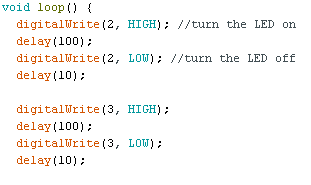 void loop() {
  digitalWrite(2, HIGH); //turn the LED on
  delay(100);
  digitalWrite(2, LOW); //turn the LED off
  delay(10);

  digitalWrite(3, HIGH);
  delay(100);
  digitalWrite(3, LOW);
  delay(10);